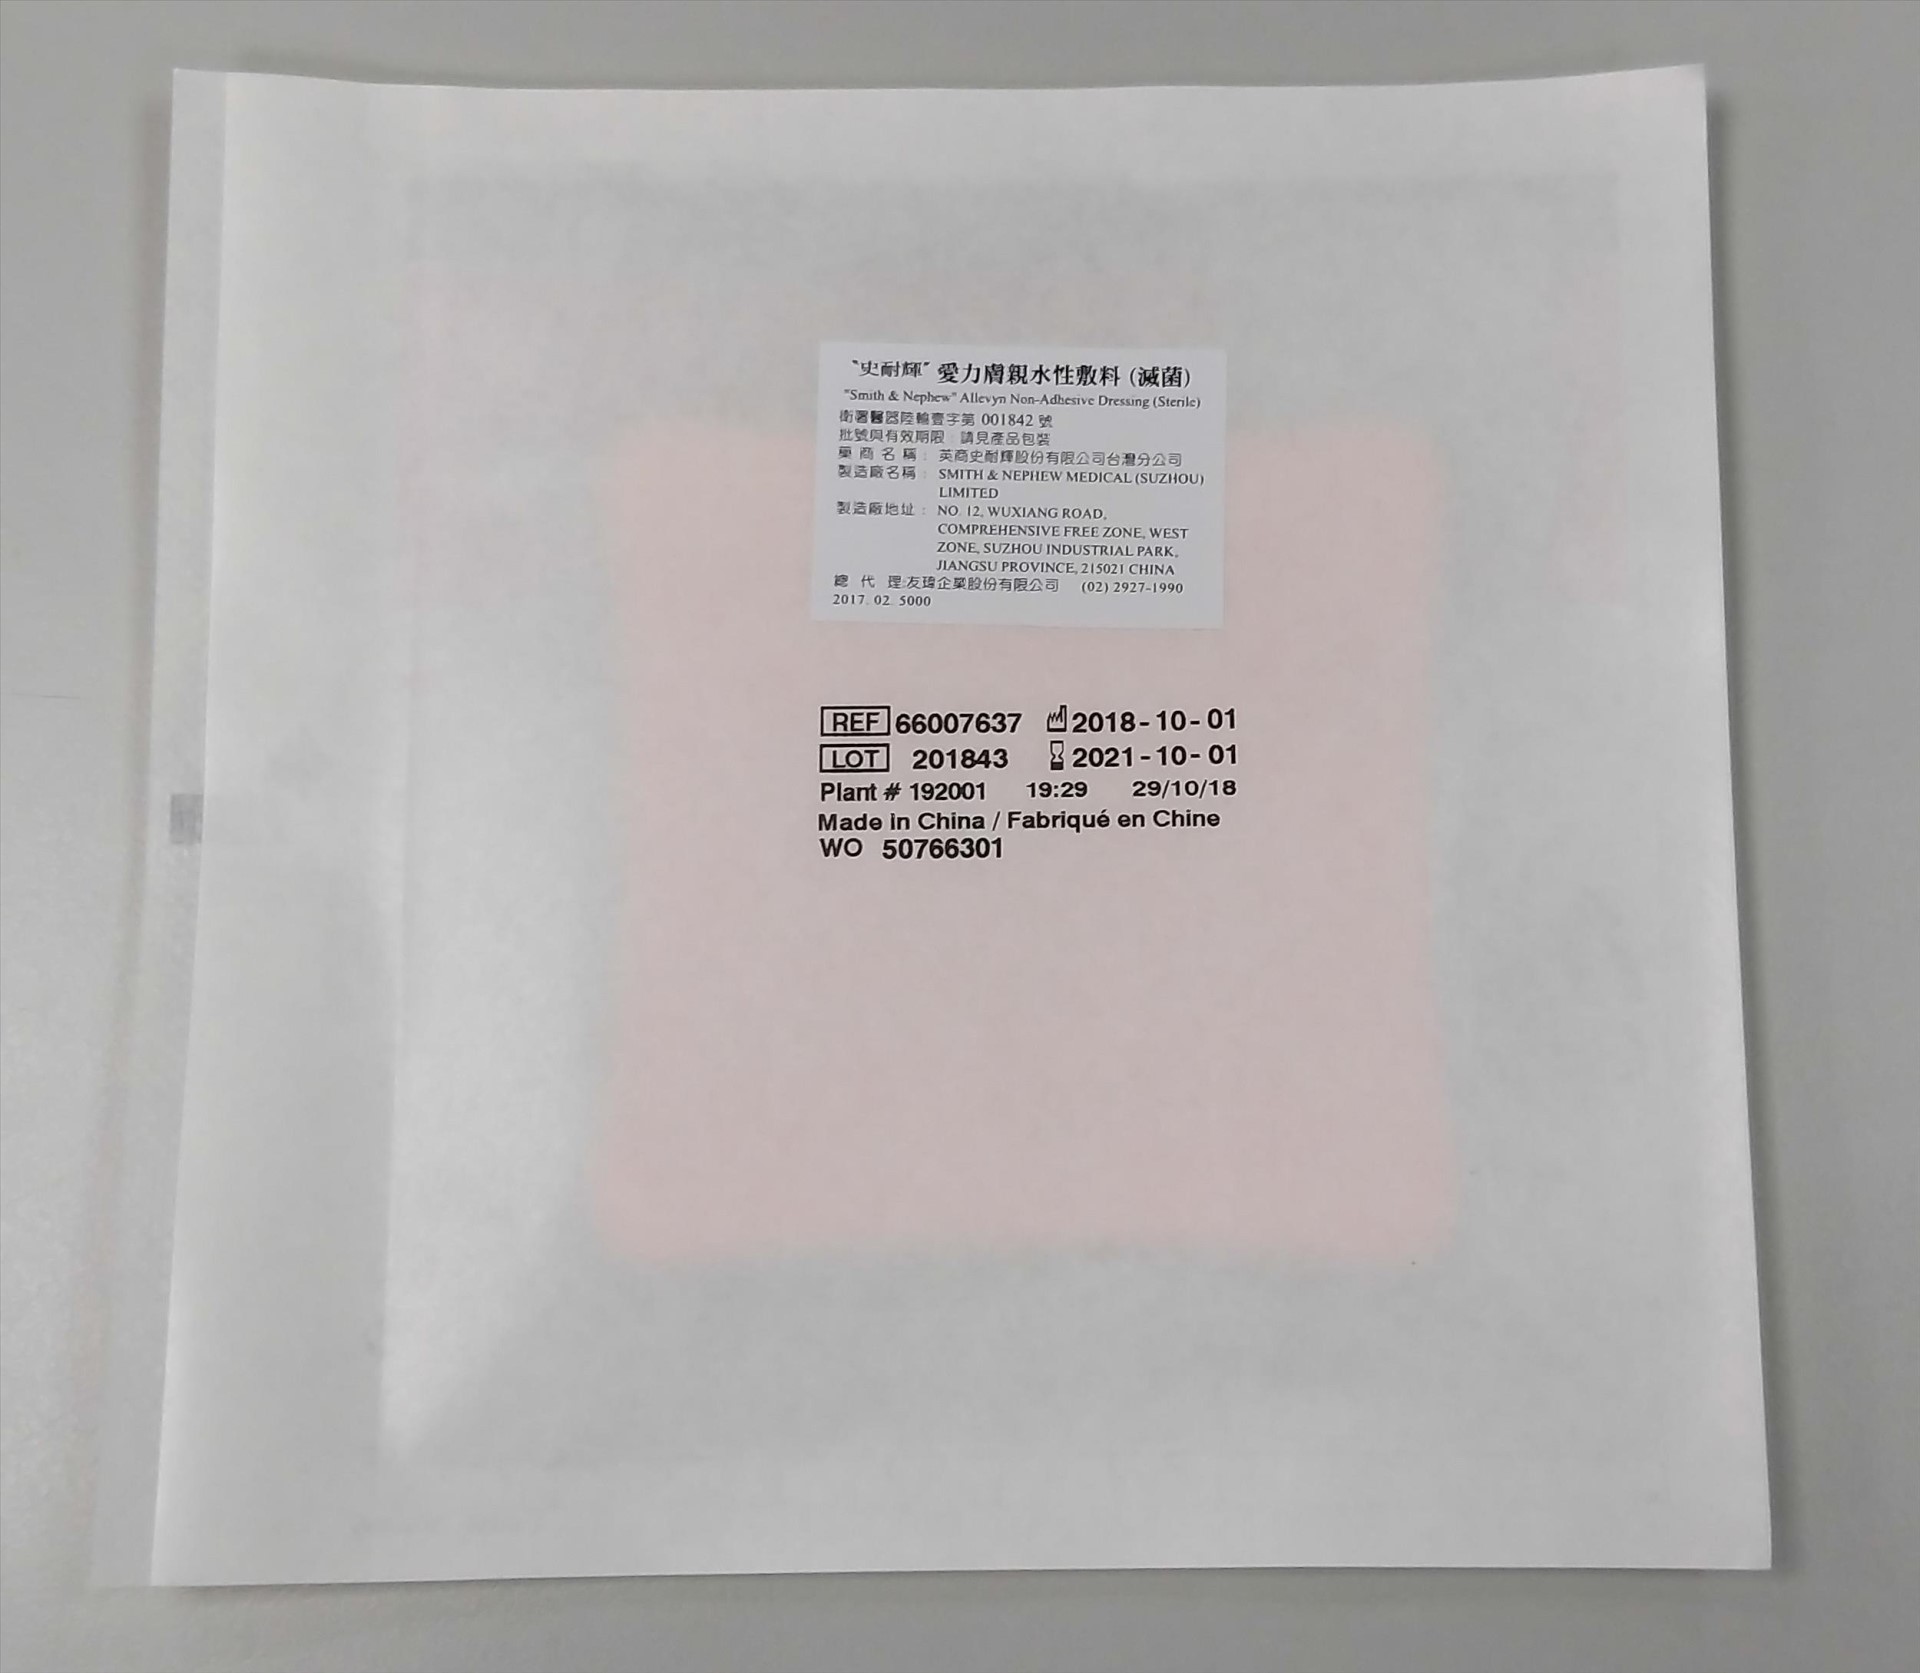 "史耐輝" 愛力膚親水性敷料 (滅菌)
"Smith & Nephew" Allevyn Non-Adhesive Dressing (Sterile)
衛署醫器陸輸壹字第 001842 號
批號與有效期限：請見產品包裝
藥 商 名 稱： 英商史耐輝股份有限公司台灣分公司
製造廠名稱： SMITH & NEPHEW MEDICAL (SUZHOU)
LIMITED
製造廠地址： NO. 12, WUXIANG ROAD,
COMPREHENSIVE FREE ZONE, WEST
ZONE, SUZHOU INDUSTRIAL PARK,
JIANGSU PROVINCE, 215021 CHINA
總 代 理:友瑋企業股份有限公司 (02) 2927-1990
2017. 02. 5000
REF 66007637 2018-10-01
LOT 201843 2021-10-01
Plant # 192001 19:29 29/10/18
Made in China / Fabriqué en Chine
WO 50766301